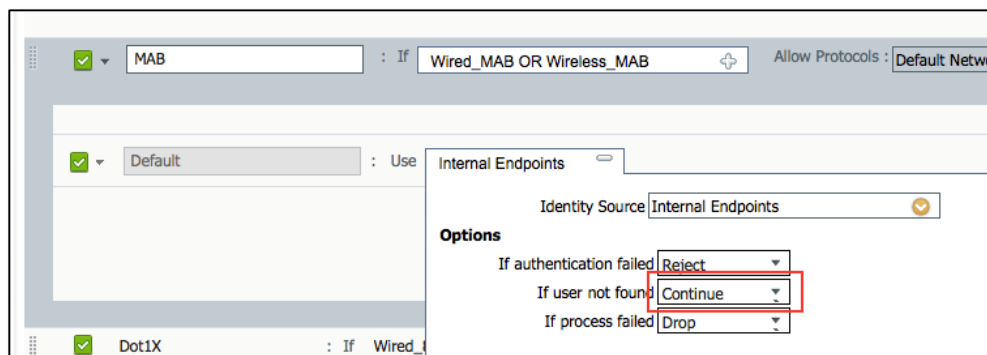 MAB : If Wired_MAB OR Wireless_MAB Allow Protocols : Default Netw
Default : Use Internal Endpoints
Identity Source Internal Endpoints
Options
If authentication failed Reject
If user not found Continue
If process failed Drop
Dot1X : If Wired_